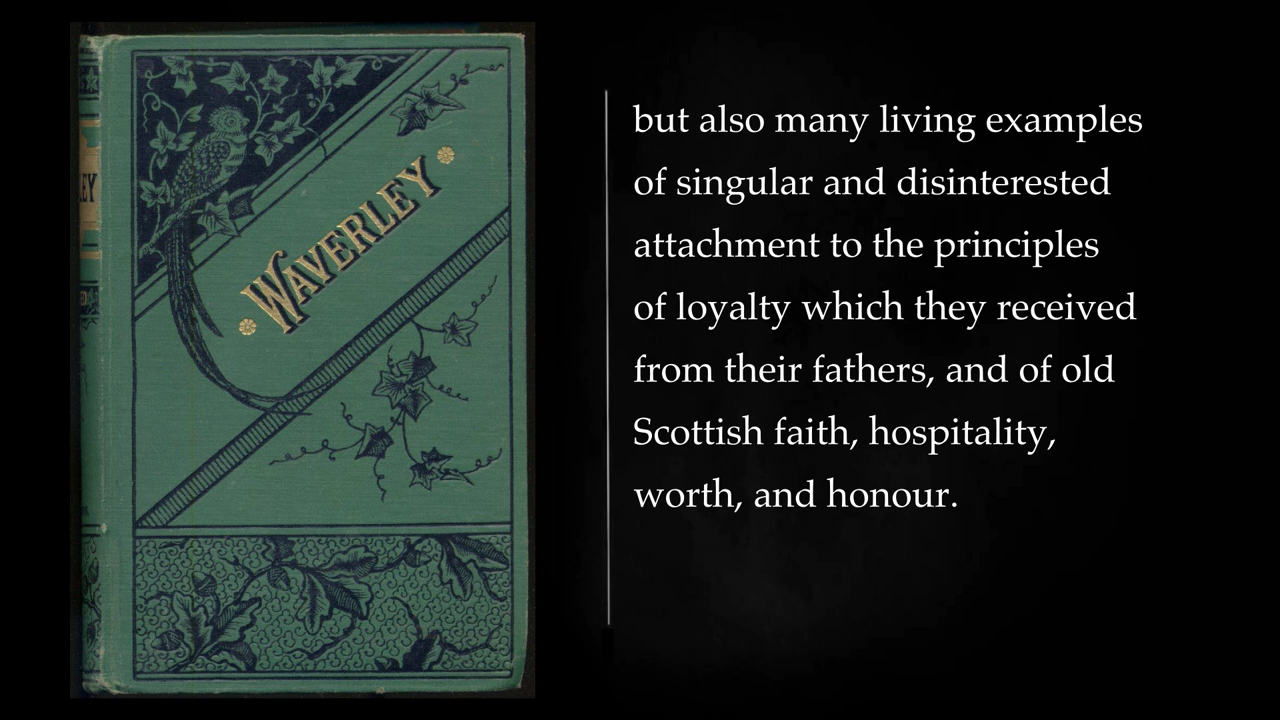 WAVERLEY
EY
but also many living examples
of singular and disinterested
attachment to the principles
of loyalty which they received
from their fathers, and of old
Scottish faith, hospitality,
worth, and honour.